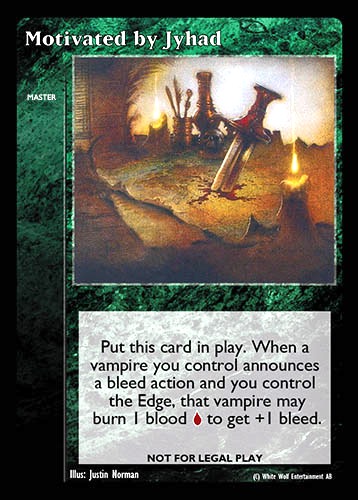 Motivated by Jyhad
MASTER
Put this card in play. When a
vampire you control announces
a bleed action and you control
the Edge, that vampire may
burn 1 blood to get +1 bleed.
NOT FOR LEGAL PLAY
Illus: Justin Norman
(C) White Wolf Entertainment AB